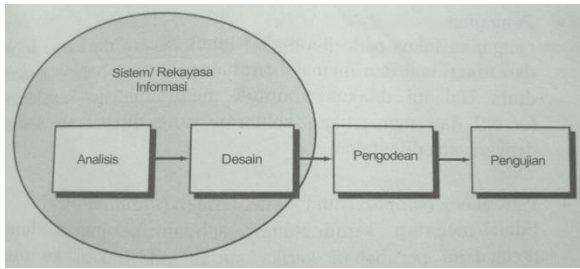 Sistem/ Rekayasa
Informasi
Analisis
Desain
Pengodean
Pengujian